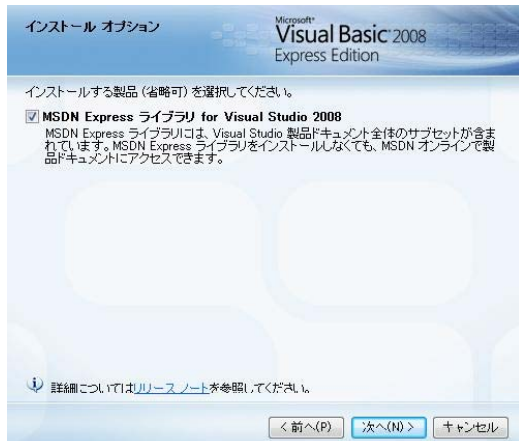 インストール オプション
Microsoft®
Visual Basic® 2008
Express Edition
インストールする製品 (省略可) を選択してください。
MSDN Express ライブラリ for Visual Studio 2008
MSDN Express ライブラリには、Visual Studio 製品ドキュメント全体のサブセットが含ま
れています。MSDN Express ライブラリをインストールしなくても、MSDN オンラインで製
品ドキュメントにアクセスできます。
詳細についてはリリース ノートを参照してください。
< 前へ(P)
次へ(N) >
キャンセル